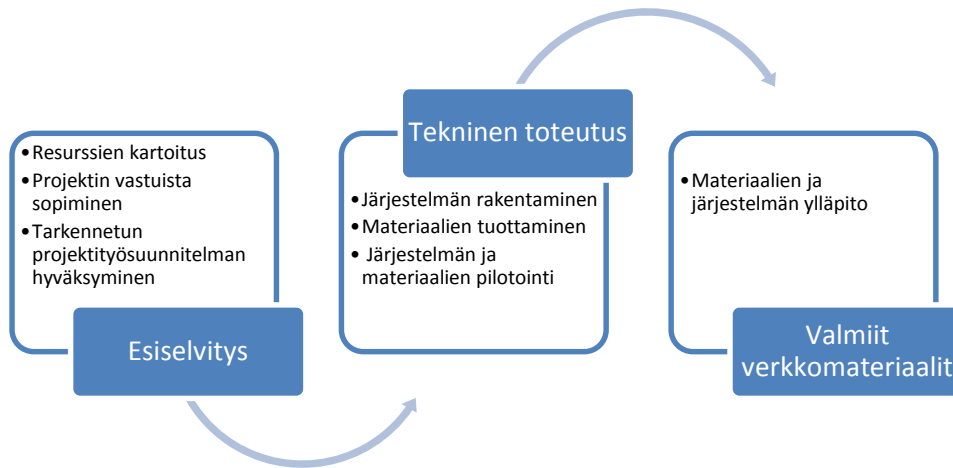 •Resurssien kartoitus
•Projektin vastuista
sopiminen
•Tarkennetun
projektityösuunnitelman
hyväksyminen
Esiselvitys
Tekninen toteutus
•Järjestelmän rakentaminen
•Materiaalien tuottaminen
• Järjestelmän ja
materiaalien pilotointi
•Materiaalien ja
järjestelmän ylläpito
Valmiit
verkkomateriaalit